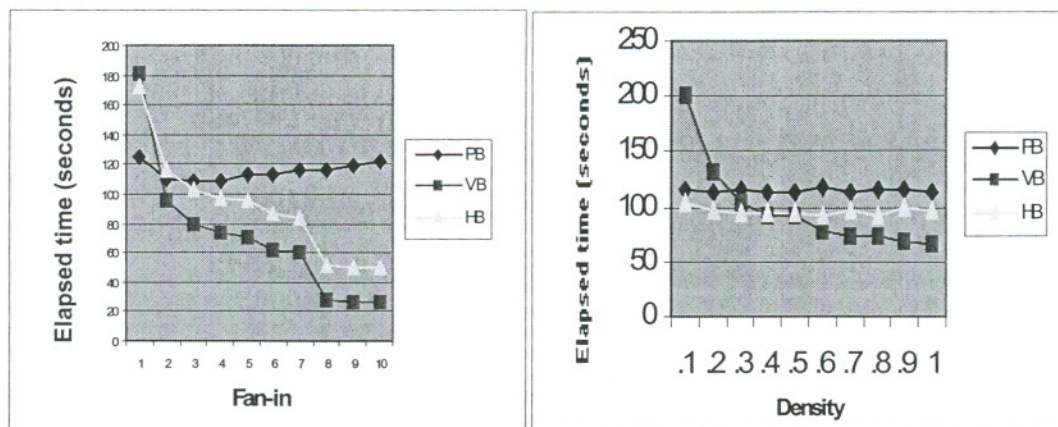 Elapsed time (seconds)
200
180
160
140
120
100
80
60
40
20
0
1 2 3 4 5 6 7 8 9 10
Fan-in
PB
VB
HB
Elapsed time (seconds)
250
200
150
100
50
0
.1 .2 .3 .4 .5 .6 .7 .8 .9 1
Density
PB
VB
HB